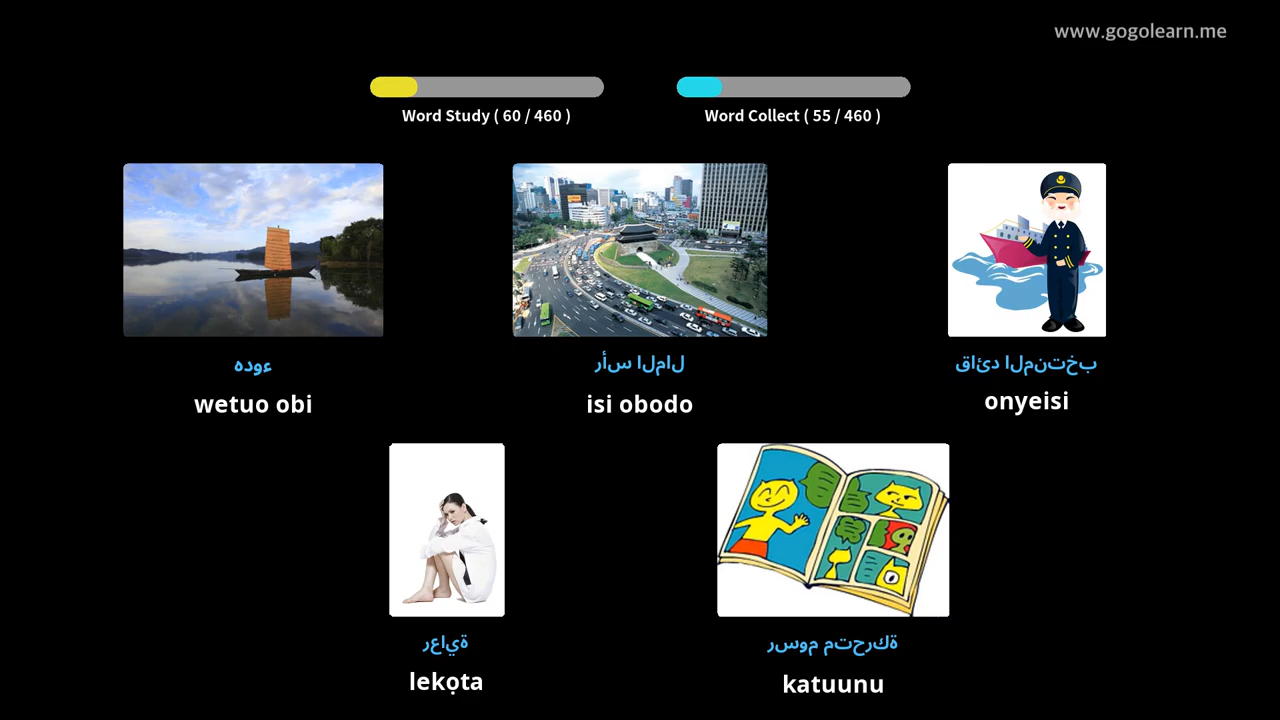 www.gogolearn.me
Word Study ( 60 / 460 )
Word Collect ( 55 / 460 )
هدوء
wetuo obi
رأس المال
isi obodo
قائد المنتخب
onyeisi
رعاية
lekọta
رسوم متحركة
katuunu